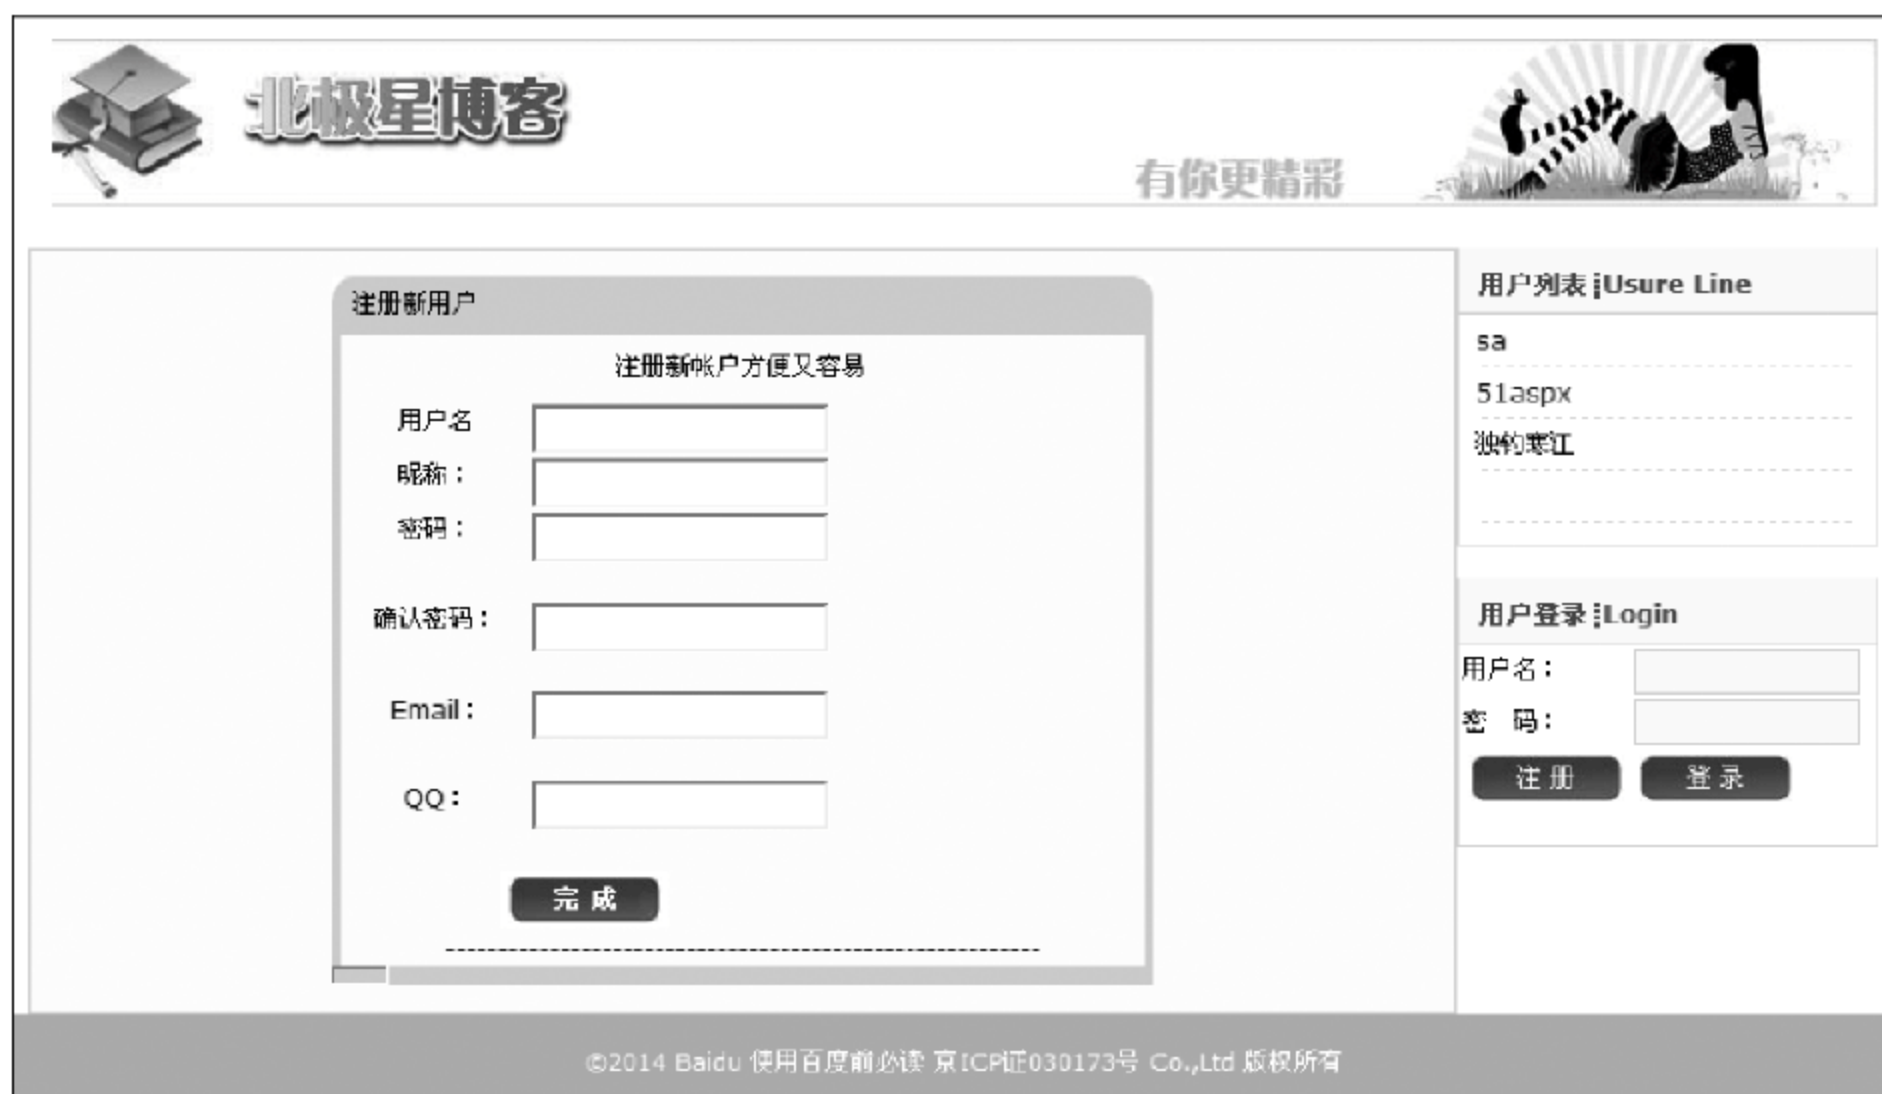 北极星博客
有你更精彩
注册新用户
注册新帐户方便又容易
用户名
昵称：
密码：
确认密码：
Email：
QQ：
完成
用户列表┋Usure Line
sa
51aspx
独钓寒江
用户登录┋Login
用户名：
密 码：
注册 登录
©2014 Baidu 使用百度前必读 京ICP证030173号 Co.,Ltd 版权所有